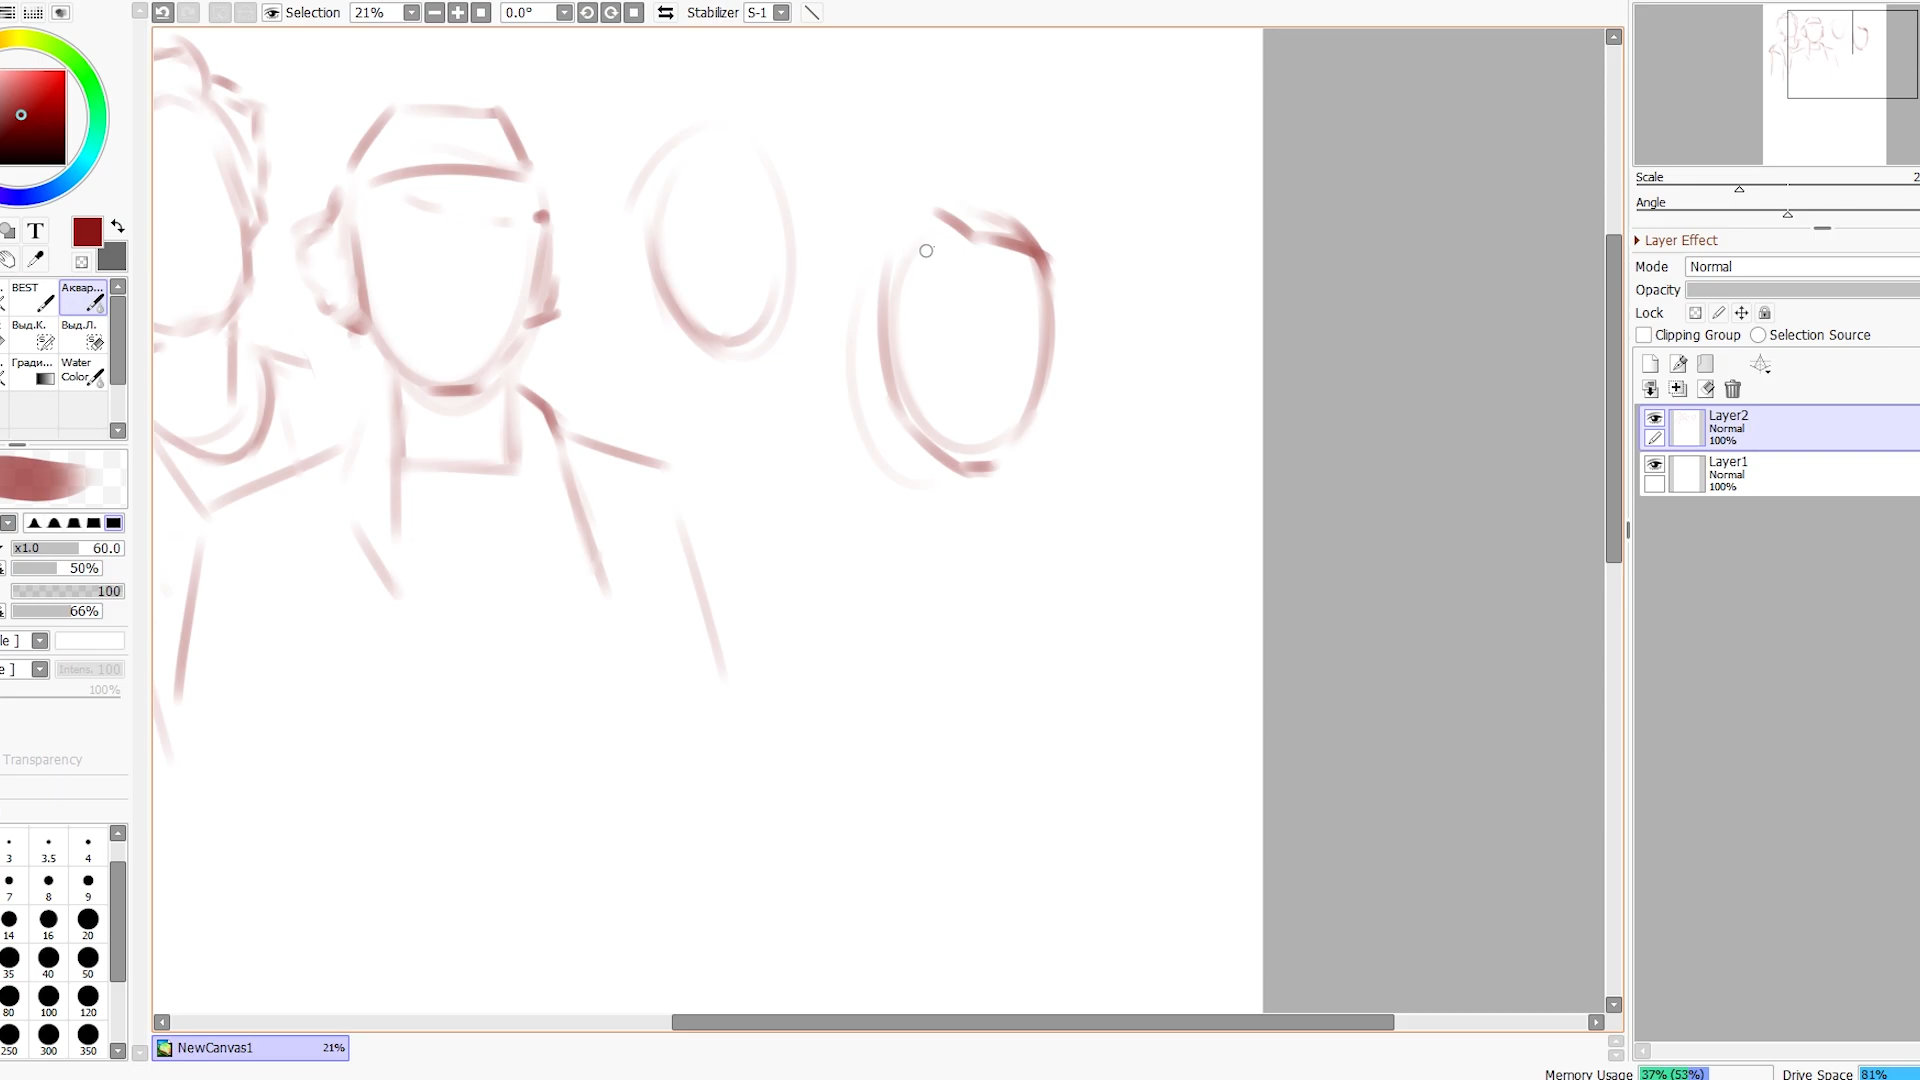 Selection 21% 0.0° Stabilizer S-1
T
BEST Аквар...
Выд.К. Выд.Л.
Гради... Water Color
x1.0 60.0
50%
100
66%
le ]
e ] Intens. 100
100%
Transparency
3 3.5 4
7 8 9
14 16 20
35 40 50
80 100 120
250 300 350
NewCanvas1 21%
Scale 2
Angle
Layer Effect
Mode Normal
Opacity
Lock
Clipping Group Selection Source
Layer2
Normal
100%
Layer1
Normal
100%
Memory Usage 37% (53%) Drive Space 81%